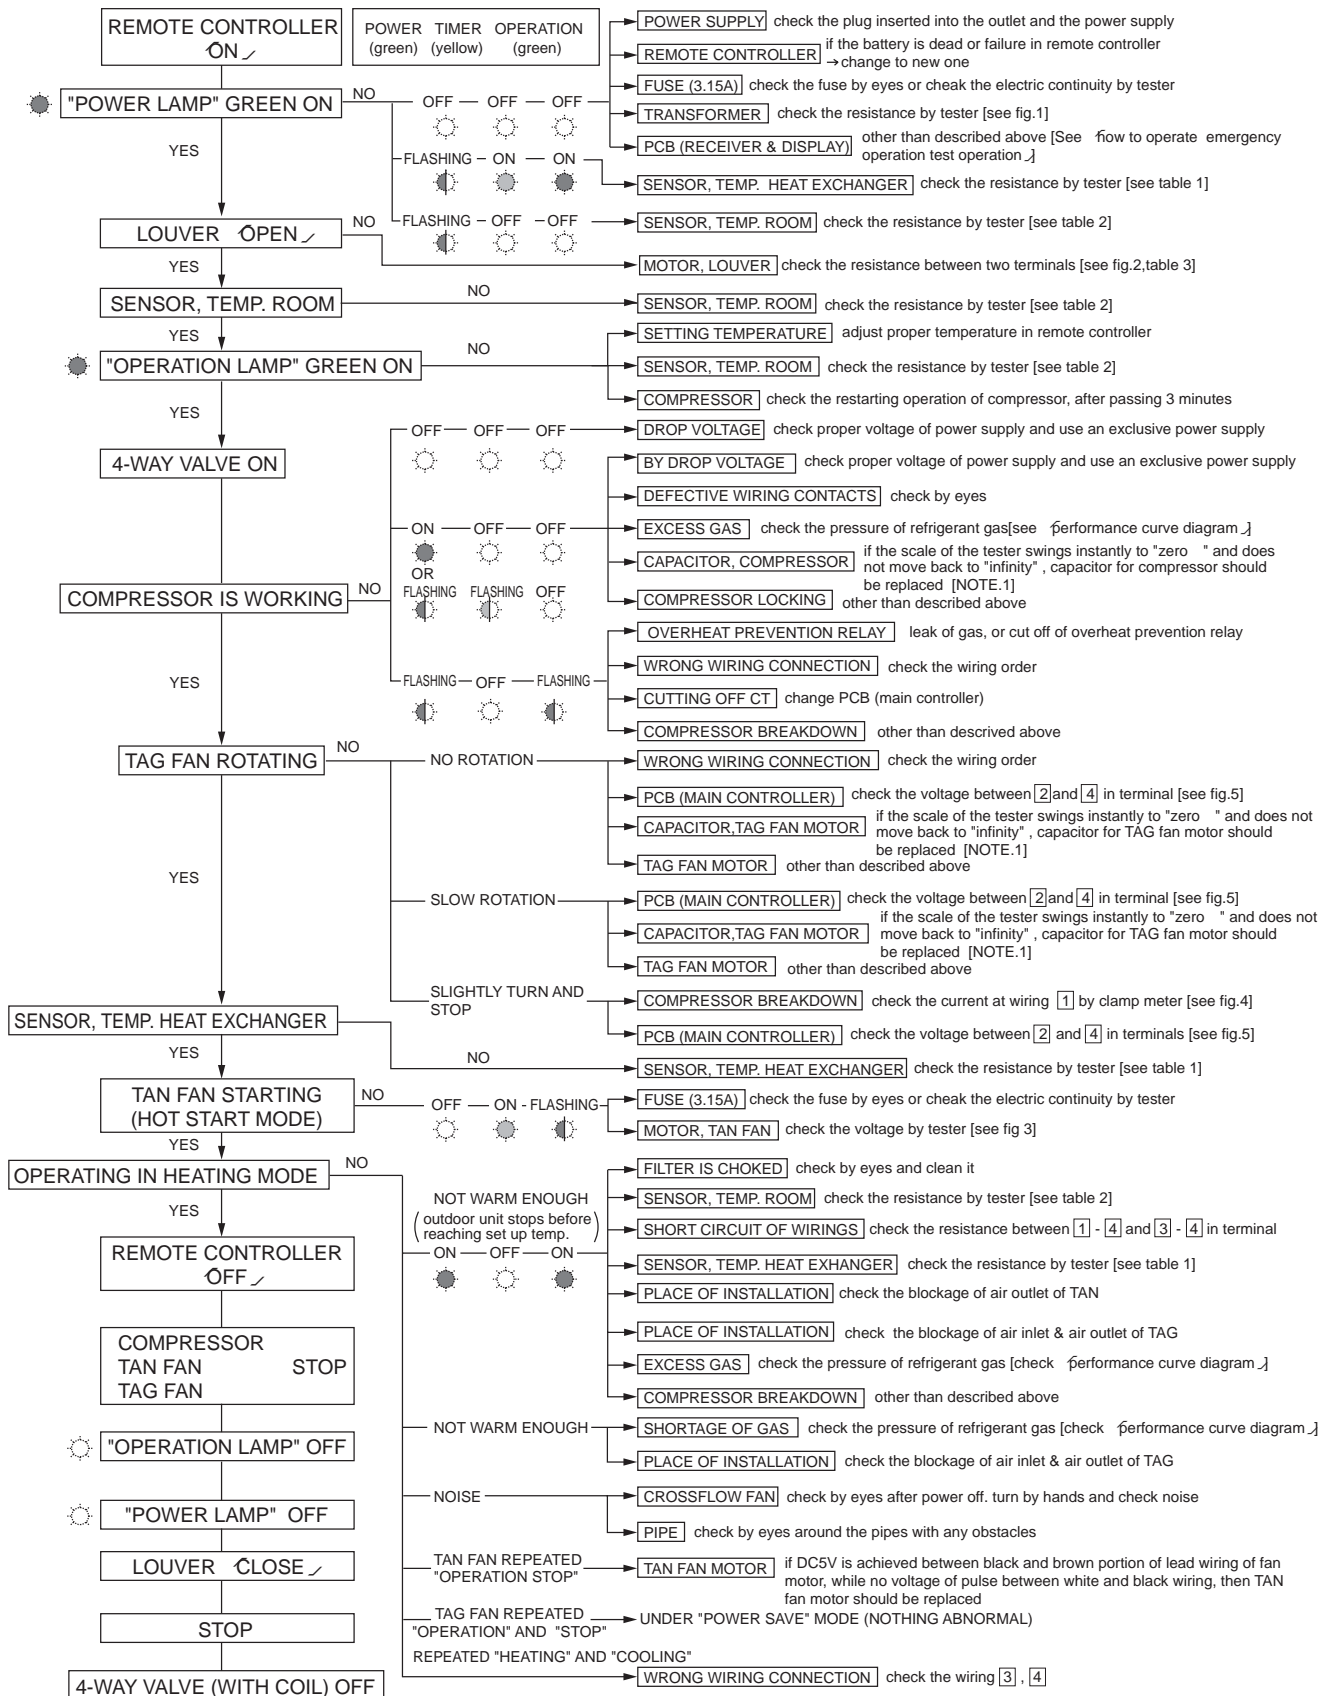 REMOTE CONTROLLER
ON
POWER TIMER OPERATION
(green) (yellow) (green)
POWER SUPPLY check the plug inserted into the outlet and the power supply
REMOTE CONTROLLER if the battery is dead or failure in remote controller
→change to new one
FUSE (3.15A) check the fuse by eyes or cheak the electric continuity by tester
"POWER LAMP" GREEN ON
NO
OFF OFF OFF
TRANSFORMER check the resistance by tester [see fig.1]
PCB (RECEIVER & DISPLAY) other than described above [See how to operate emergency
operation test operation ]
YES
FLASHING ON ON
SENSOR, TEMP. HEAT EXCHANGER check the resistance by tester [see table 1]
FLASHING OFF OFF
SENSOR, TEMP. ROOM check the resistance by tester [see table 2]
LOUVER OPEN
NO
MOTOR, LOUVER check the resistance between two terminals [see fig.2,table 3]
YES
SENSOR, TEMP. ROOM
NO
SENSOR, TEMP. ROOM check the resistance by tester [see table 2]
YES
SETTING TEMPERATURE adjust proper temperature in remote controller
"OPERATION LAMP" GREEN ON
NO
SENSOR, TEMP. ROOM check the resistance by tester [see table 2]
COMPRESSOR check the restarting operation of compressor, after passing 3 minutes
YES
OFF OFF OFF
DROP VOLTAGE check proper voltage of power supply and use an exclusive power supply
4-WAY VALVE ON
BY DROP VOLTAGE check proper voltage of power supply and use an exclusive power supply
DEFECTIVE WIRING CONTACTS check by eyes
ON OFF OFF
EXCESS GAS check the pressure of refrigerant gas[see performance curve diagram ]
OR
CAPACITOR, COMPRESSOR if the scale of the tester swings instantly to "zero " and does
not move back to "infinity" , capacitor for compressor should
be replaced [NOTE.1]
COMPRESSOR IS WORKING
NO
FLASHING FLASHING OFF
COMPRESSOR LOCKING other than described above
OVERHEAT PREVENTION RELAY leak of gas, or cut off of overheat prevention relay
WRONG WIRING CONNECTION check the wiring order
YES
FLASHING OFF FLASHING
CUTTING OFF CT change PCB (main controller)
COMPRESSOR BREAKDOWN other than descrived above
TAG FAN ROTATING
NO
NO ROTATION
WRONG WIRING CONNECTION check the wiring order
PCB (MAIN CONTROLLER) check the voltage between 2 and 4 in terminal [see fig.5]
CAPACITOR,TAG FAN MOTOR if the scale of the tester swings instantly to "zero " and does not
move back to "infinity" , capacitor for TAG fan motor should
be replaced [NOTE.1]
TAG FAN MOTOR other than described above
YES
SLOW ROTATION
PCB (MAIN CONTROLLER) check the voltage between 2 and 4 in terminal [see fig.5]
CAPACITOR,TAG FAN MOTOR if the scale of the tester swings instantly to "zero " and does not
move back to "infinity" , capacitor for TAG fan motor should
be replaced [NOTE.1]
TAG FAN MOTOR other than described above
SLIGHTLY TURN AND
STOP
COMPRESSOR BREAKDOWN check the current at wiring 1 by clamp meter [see fig.4]
PCB (MAIN CONTROLLER) check the voltage between 2 and 4 in terminals [see fig.5]
SENSOR, TEMP. HEAT EXCHANGER
YES
NO
SENSOR, TEMP. HEAT EXCHANGER check the resistance by tester [see table 1]
TAN FAN STARTING
(HOT START MODE)
NO
OFF ON FLASHING
FUSE (3.15A) check the fuse by eyes or cheak the electric continuity by tester
MOTOR, TAN FAN check the voltage by tester [see fig 3]
YES
OPERATING IN HEATING MODE
NO
FILTER IS CHOKED check by eyes and clean it
NOT WARM ENOUGH
(outdoor unit stops before
reaching set up temp.)
ON OFF ON
SENSOR, TEMP. ROOM check the resistance by tester [see table 2]
SHORT CIRCUIT OF WIRINGS check the resistance between 1 - 4 and 3 - 4 in terminal
SENSOR, TEMP. HEAT EXHANGER check the resistance by tester [see table 1]
PLACE OF INSTALLATION check the blockage of air outlet of TAN
PLACE OF INSTALLATION check the blockage of air inlet & air outlet of TAG
EXCESS GAS check the pressure of refrigerant gas [check performance curve diagram ]
COMPRESSOR BREAKDOWN other than described above
YES
REMOTE CONTROLLER
OFF
COMPRESSOR
TAN FAN STOP
TAG FAN
NOT WARM ENOUGH
SHORTAGE OF GAS check the pressure of refrigerant gas [check performance curve diagram ]
PLACE OF INSTALLATION check the blockage of air inlet & air outlet of TAG
"OPERATION LAMP" OFF
NOISE
CROSSFLOW FAN check by eyes after power off. turn by hands and check noise
PIPE check by eyes around the pipes with any obstacles
"POWER LAMP" OFF
LOUVER CLOSE
TAN FAN REPEATED
"OPERATION STOP"
TAN FAN MOTOR if DC5V is achieved between black and brown portion of lead wiring of fan
motor, while no voltage of pulse between white and black wiring, then TAN
fan motor should be replaced
STOP
TAG FAN REPEATED
"OPERATION" AND "STOP"
UNDER "POWER SAVE" MODE (NOTHING ABNORMAL)
REPEATED "HEATING" AND "COOLING"
WRONG WIRING CONNECTION check the wiring 3 , 4
4-WAY VALVE (WITH COIL) OFF